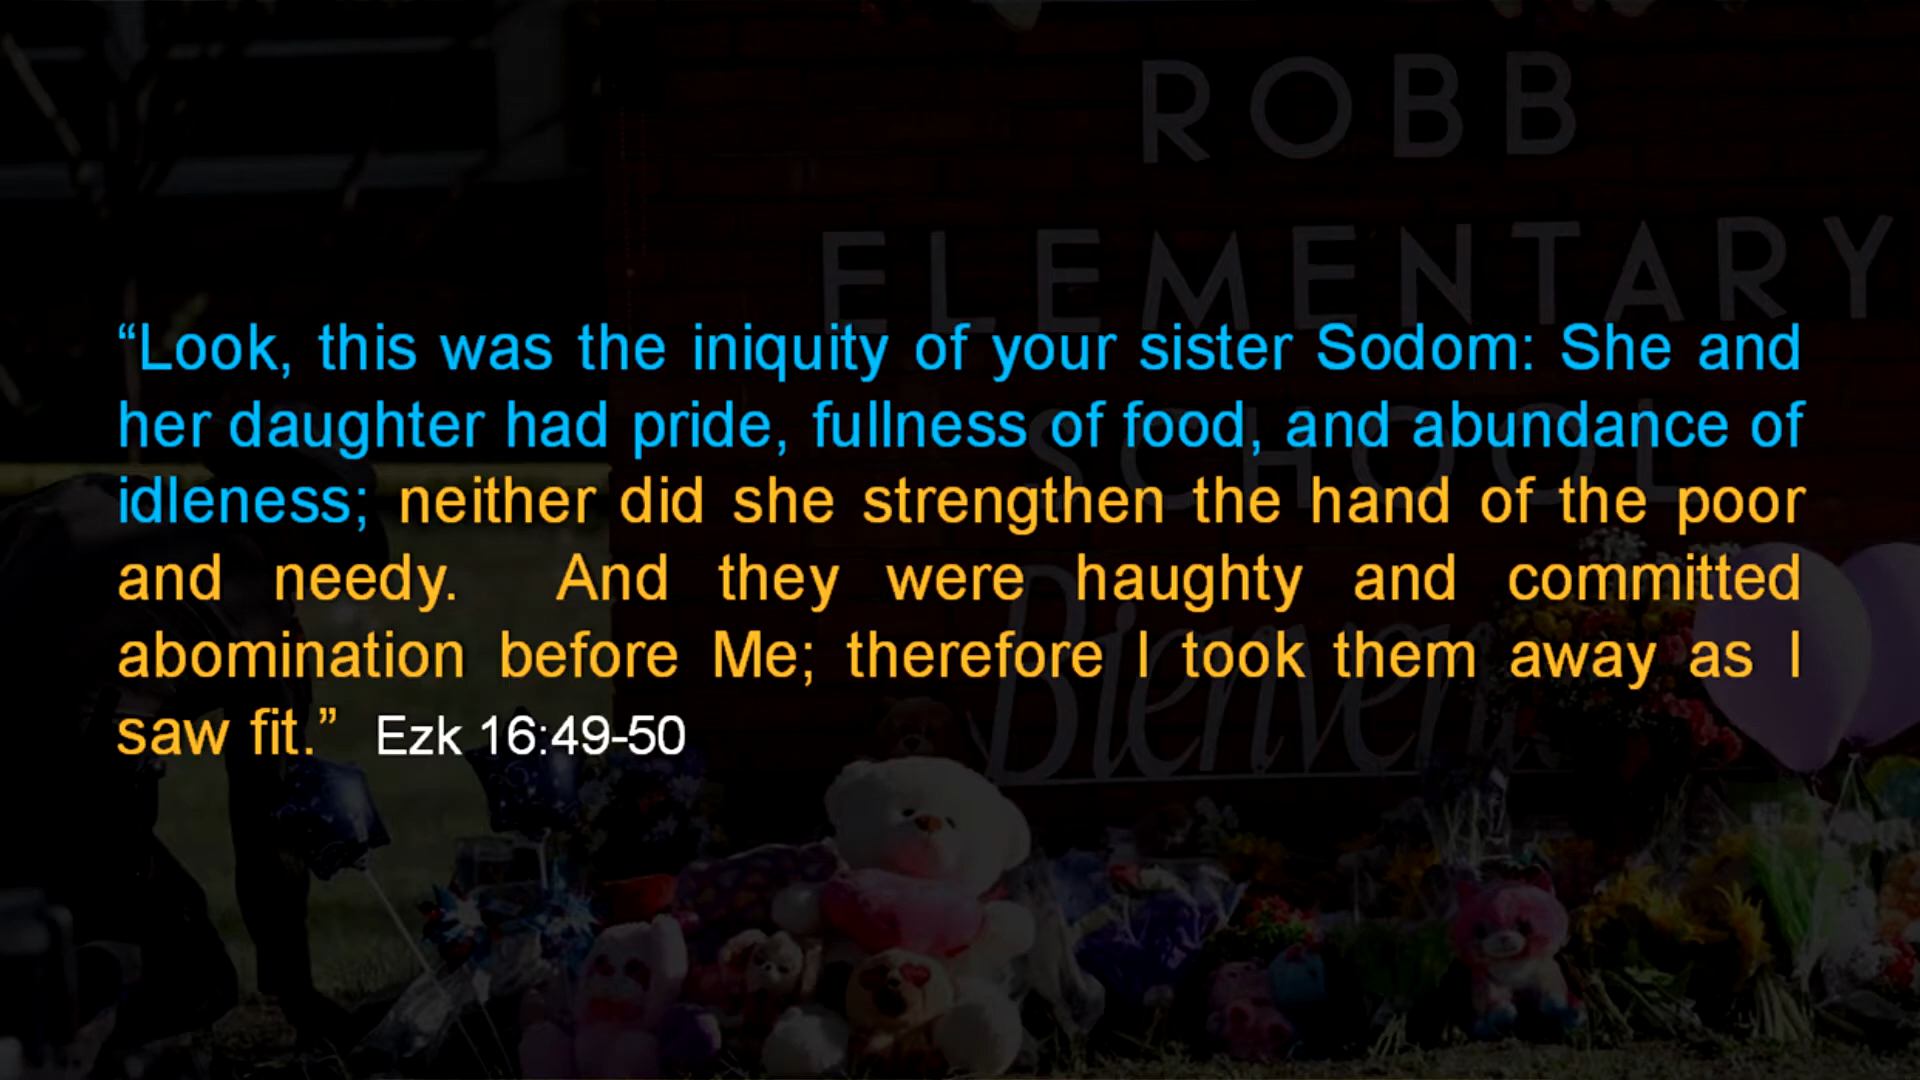 ROBB
ELEMENTARY
SCHOOL
“Look, this was the iniquity of your sister Sodom: She and
her daughter had pride, fullness of food, and abundance of
idleness; neither did she strengthen the hand of the poor
and needy. And they were haughty and committed
abomination before Me; therefore I took them away as I
saw fit.” Ezk 16:49-50